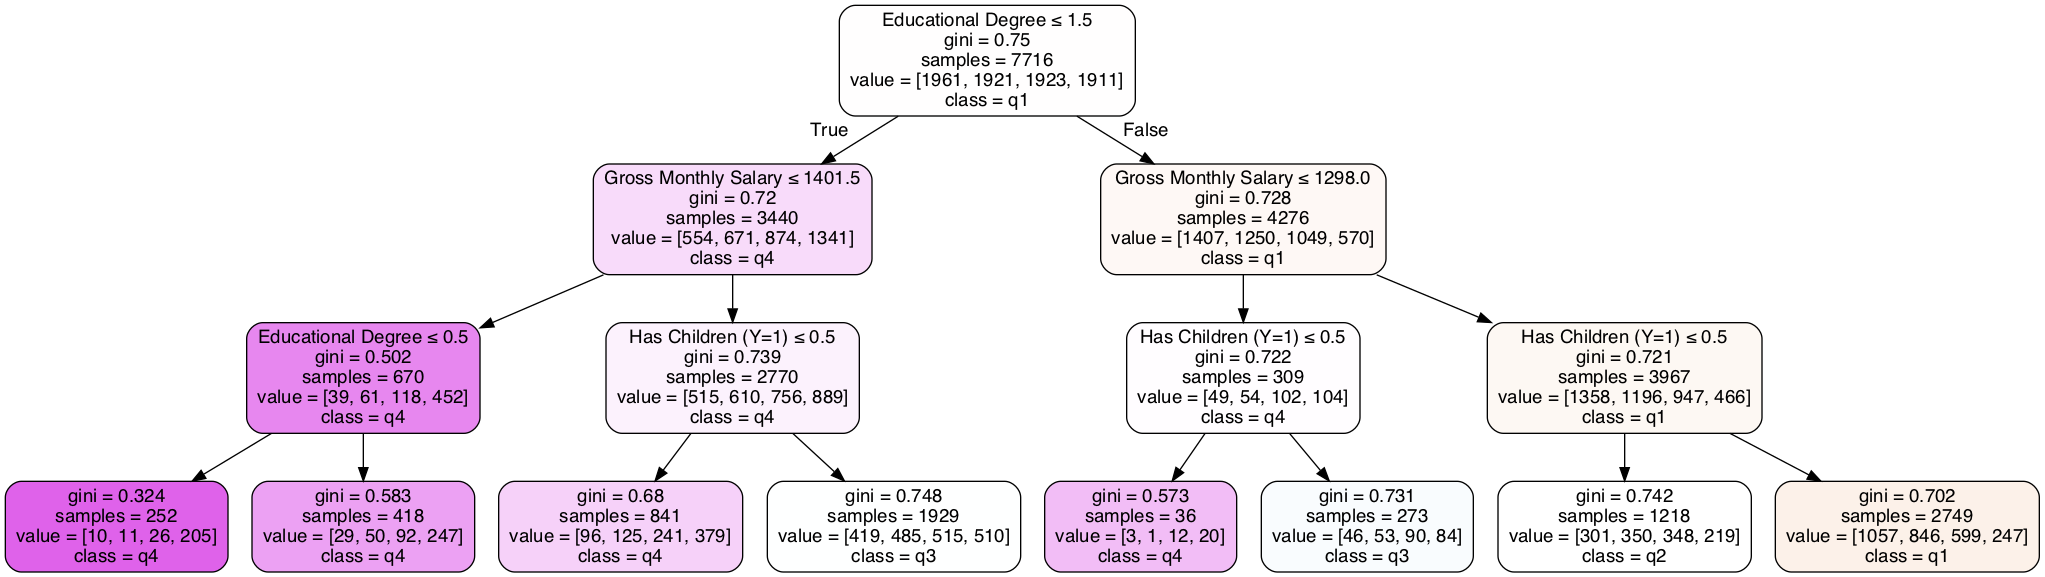 Educational Degree ≤ 1.5
gini = 0.75
samples = 7716
value = [1961, 1921, 1923, 1911]
class = q1
True
False
Gross Monthly Salary ≤ 1401.5
gini = 0.72
samples = 3440
value = [554, 671, 874, 1341]
class = q4
Gross Monthly Salary ≤ 1298.0
gini = 0.728
samples = 4276
value = [1407, 1250, 1049, 570]
class = q1
Educational Degree ≤ 0.5
gini = 0.502
samples = 670
value = [39, 61, 118, 452]
class = q4
Has Children (Y=1) ≤ 0.5
gini = 0.739
samples = 2770
value = [515, 610, 756, 889]
class = q4
Has Children (Y=1) ≤ 0.5
gini = 0.722
samples = 309
value = [49, 54, 102, 104]
class = q4
Has Children (Y=1) ≤ 0.5
gini = 0.721
samples = 3967
value = [1358, 1196, 947, 466]
class = q1
gini = 0.324
samples = 252
value = [10, 11, 26, 205]
class = q4
gini = 0.583
samples = 418
value = [29, 50, 92, 247]
class = q4
gini = 0.68
samples = 841
value = [96, 125, 241, 379]
class = q4
gini = 0.748
samples = 1929
value = [419, 485, 515, 510]
class = q3
gini = 0.573
samples = 36
value = [3, 1, 12, 20]
class = q4
gini = 0.731
samples = 273
value = [46, 53, 90, 84]
class = q3
gini = 0.742
samples = 1218
value = [301, 350, 348, 219]
class = q2
gini = 0.702
samples = 2749
value = [1057, 846, 599, 247]
class = q1